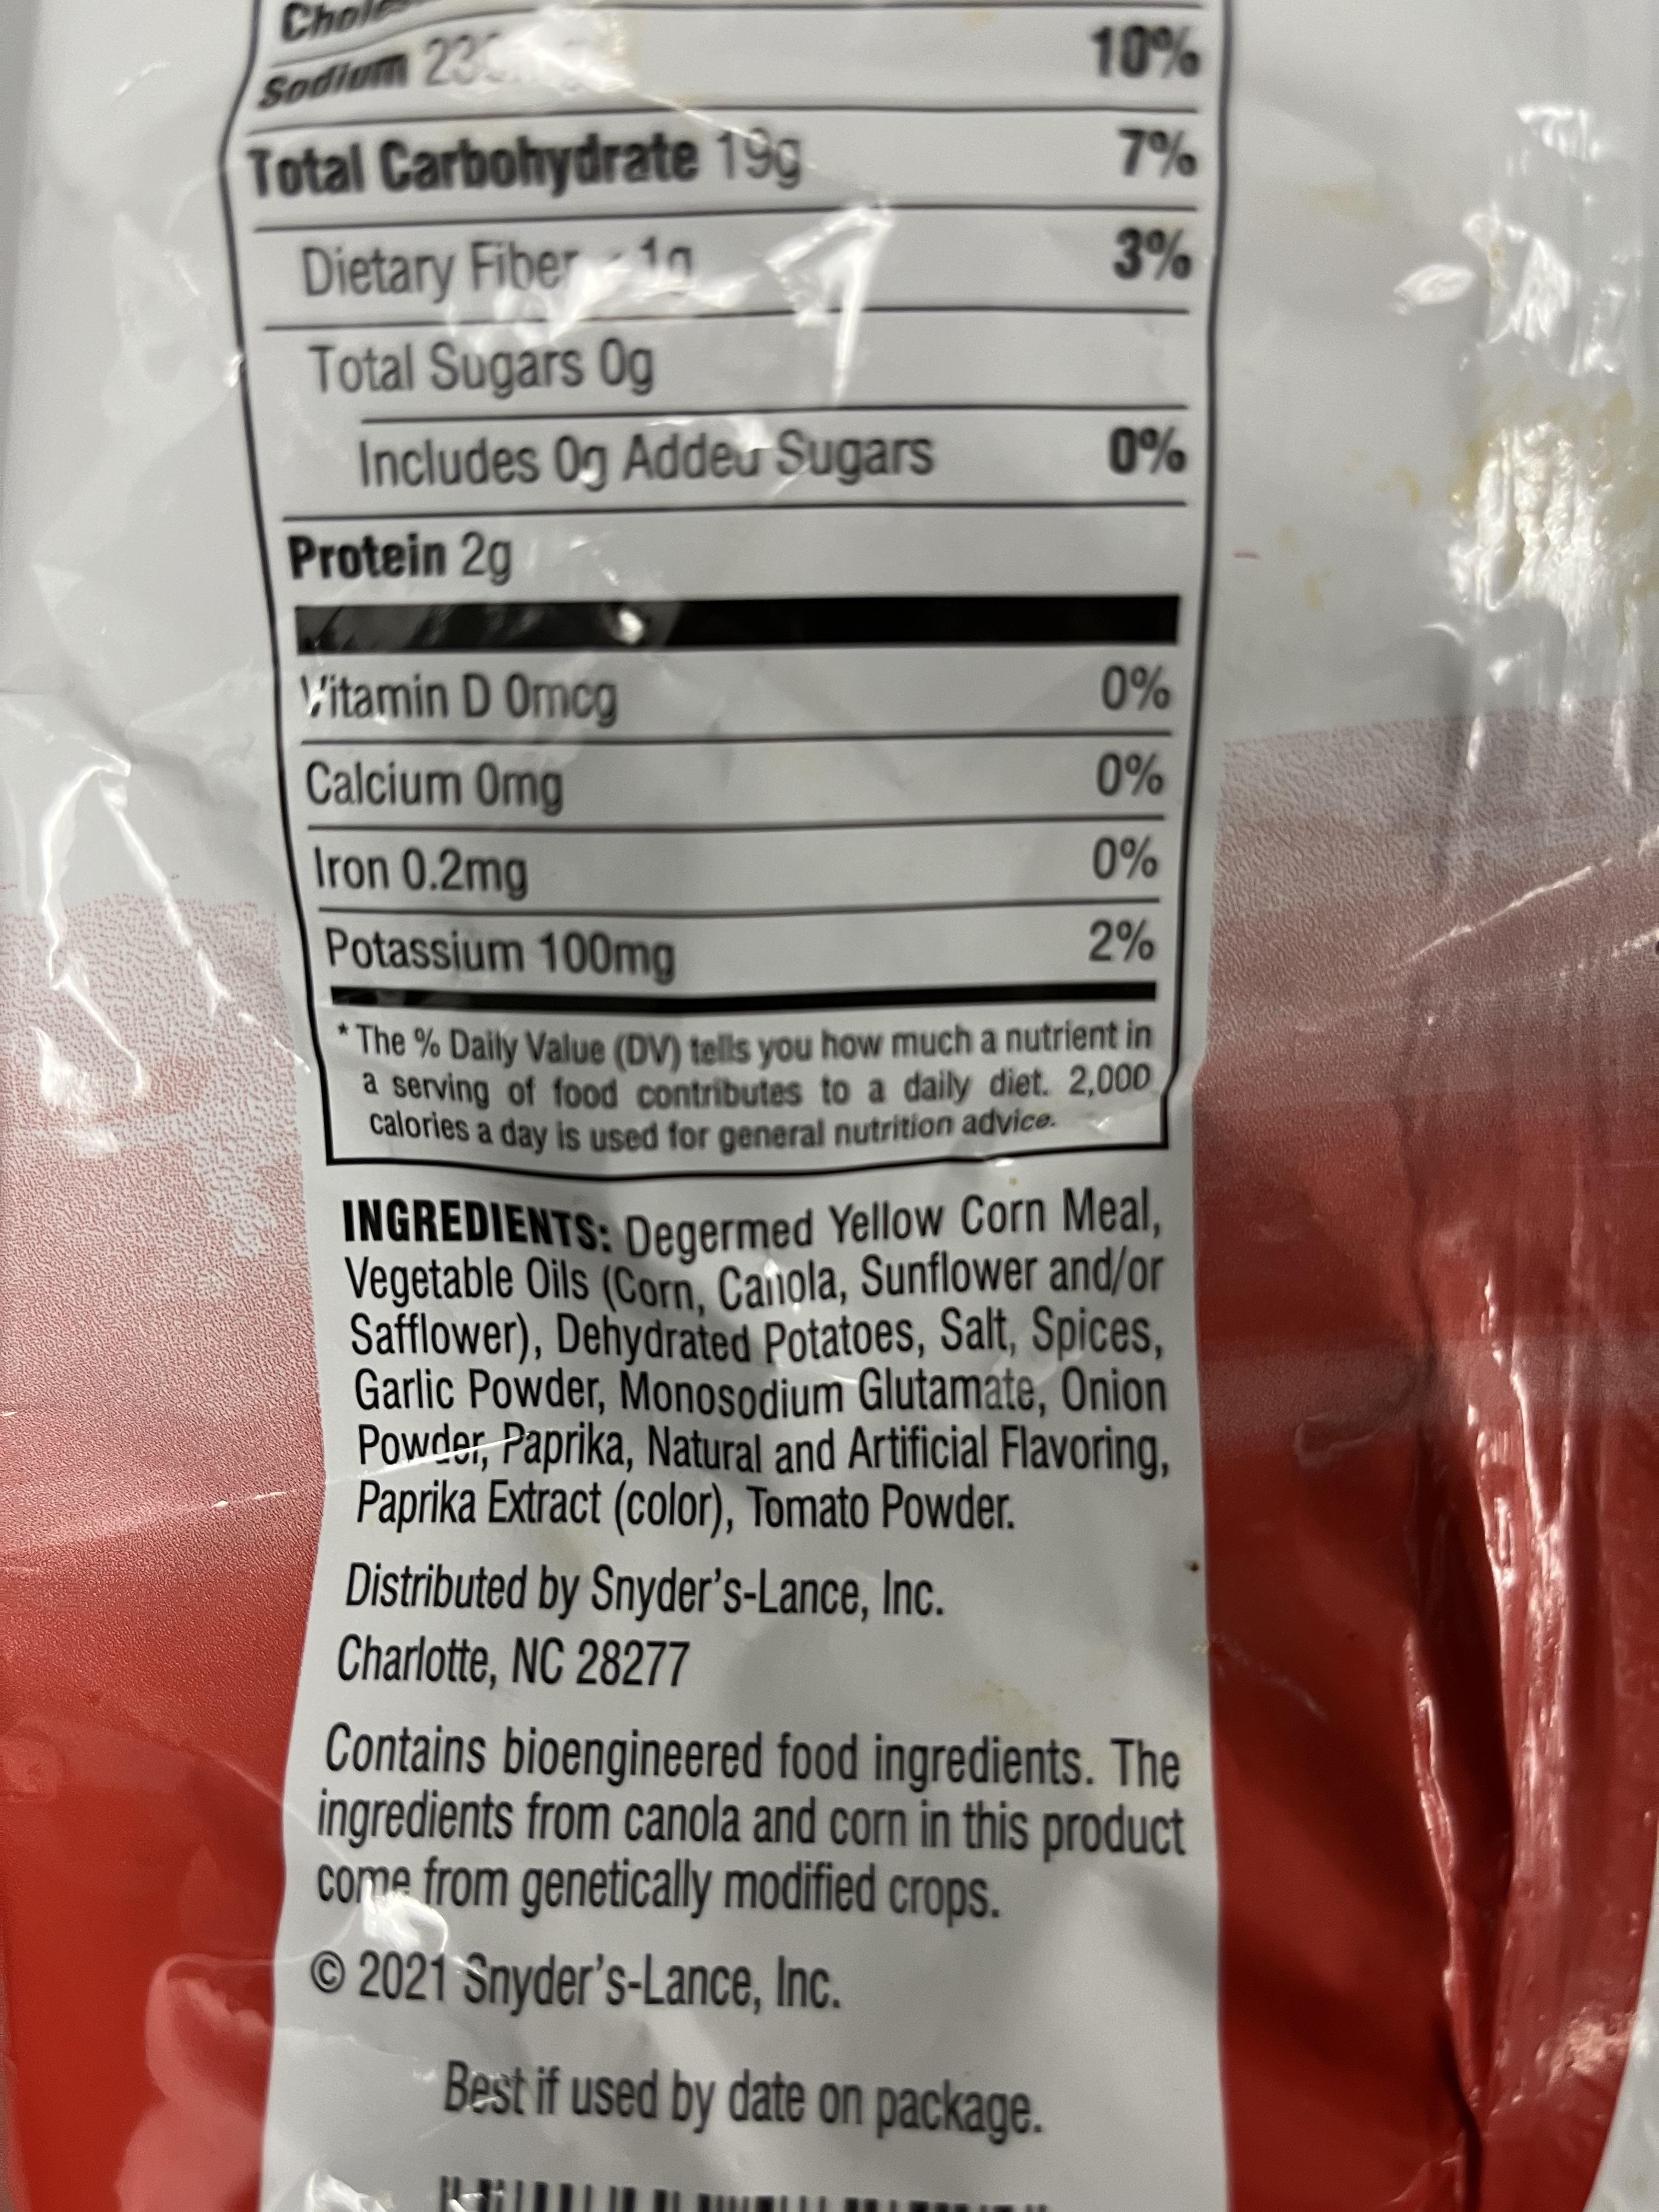 Sodium 10%
Total Carbohydrate 19g 7%
Dietary Fiber 1g 3%
Total Sugars 0g
Includes 0g Added Sugars 0%
Protein 2g
Vitamin D 0mcg 0%
Calcium 0mg 0%
Iron 0.2mg 0%
Potassium 100mg 2%
* The % Daily Value (DV) tells you how much a nutrient in
a serving of food contributes to a daily diet. 2,000
calories a day is used for general nutrition advice.
INGREDIENTS: Degermed Yellow Corn Meal,
Vegetable Oils (Corn, Canola, Sunflower and/or
Safflower), Dehydrated Potatoes, Salt, Spices,
Garlic Powder, Monosodium Glutamate, Onion
Powder, Paprika, Natural and Artificial Flavoring,
Paprika Extract (color), Tomato Powder.
Distributed by Snyder's-Lance, Inc.
Charlotte, NC 28277
Contains bioengineered food ingredients. The
ingredients from canola and corn in this product
come from genetically modified crops.
© 2021 Snyder's-Lance, Inc.
Best if used by date on package.